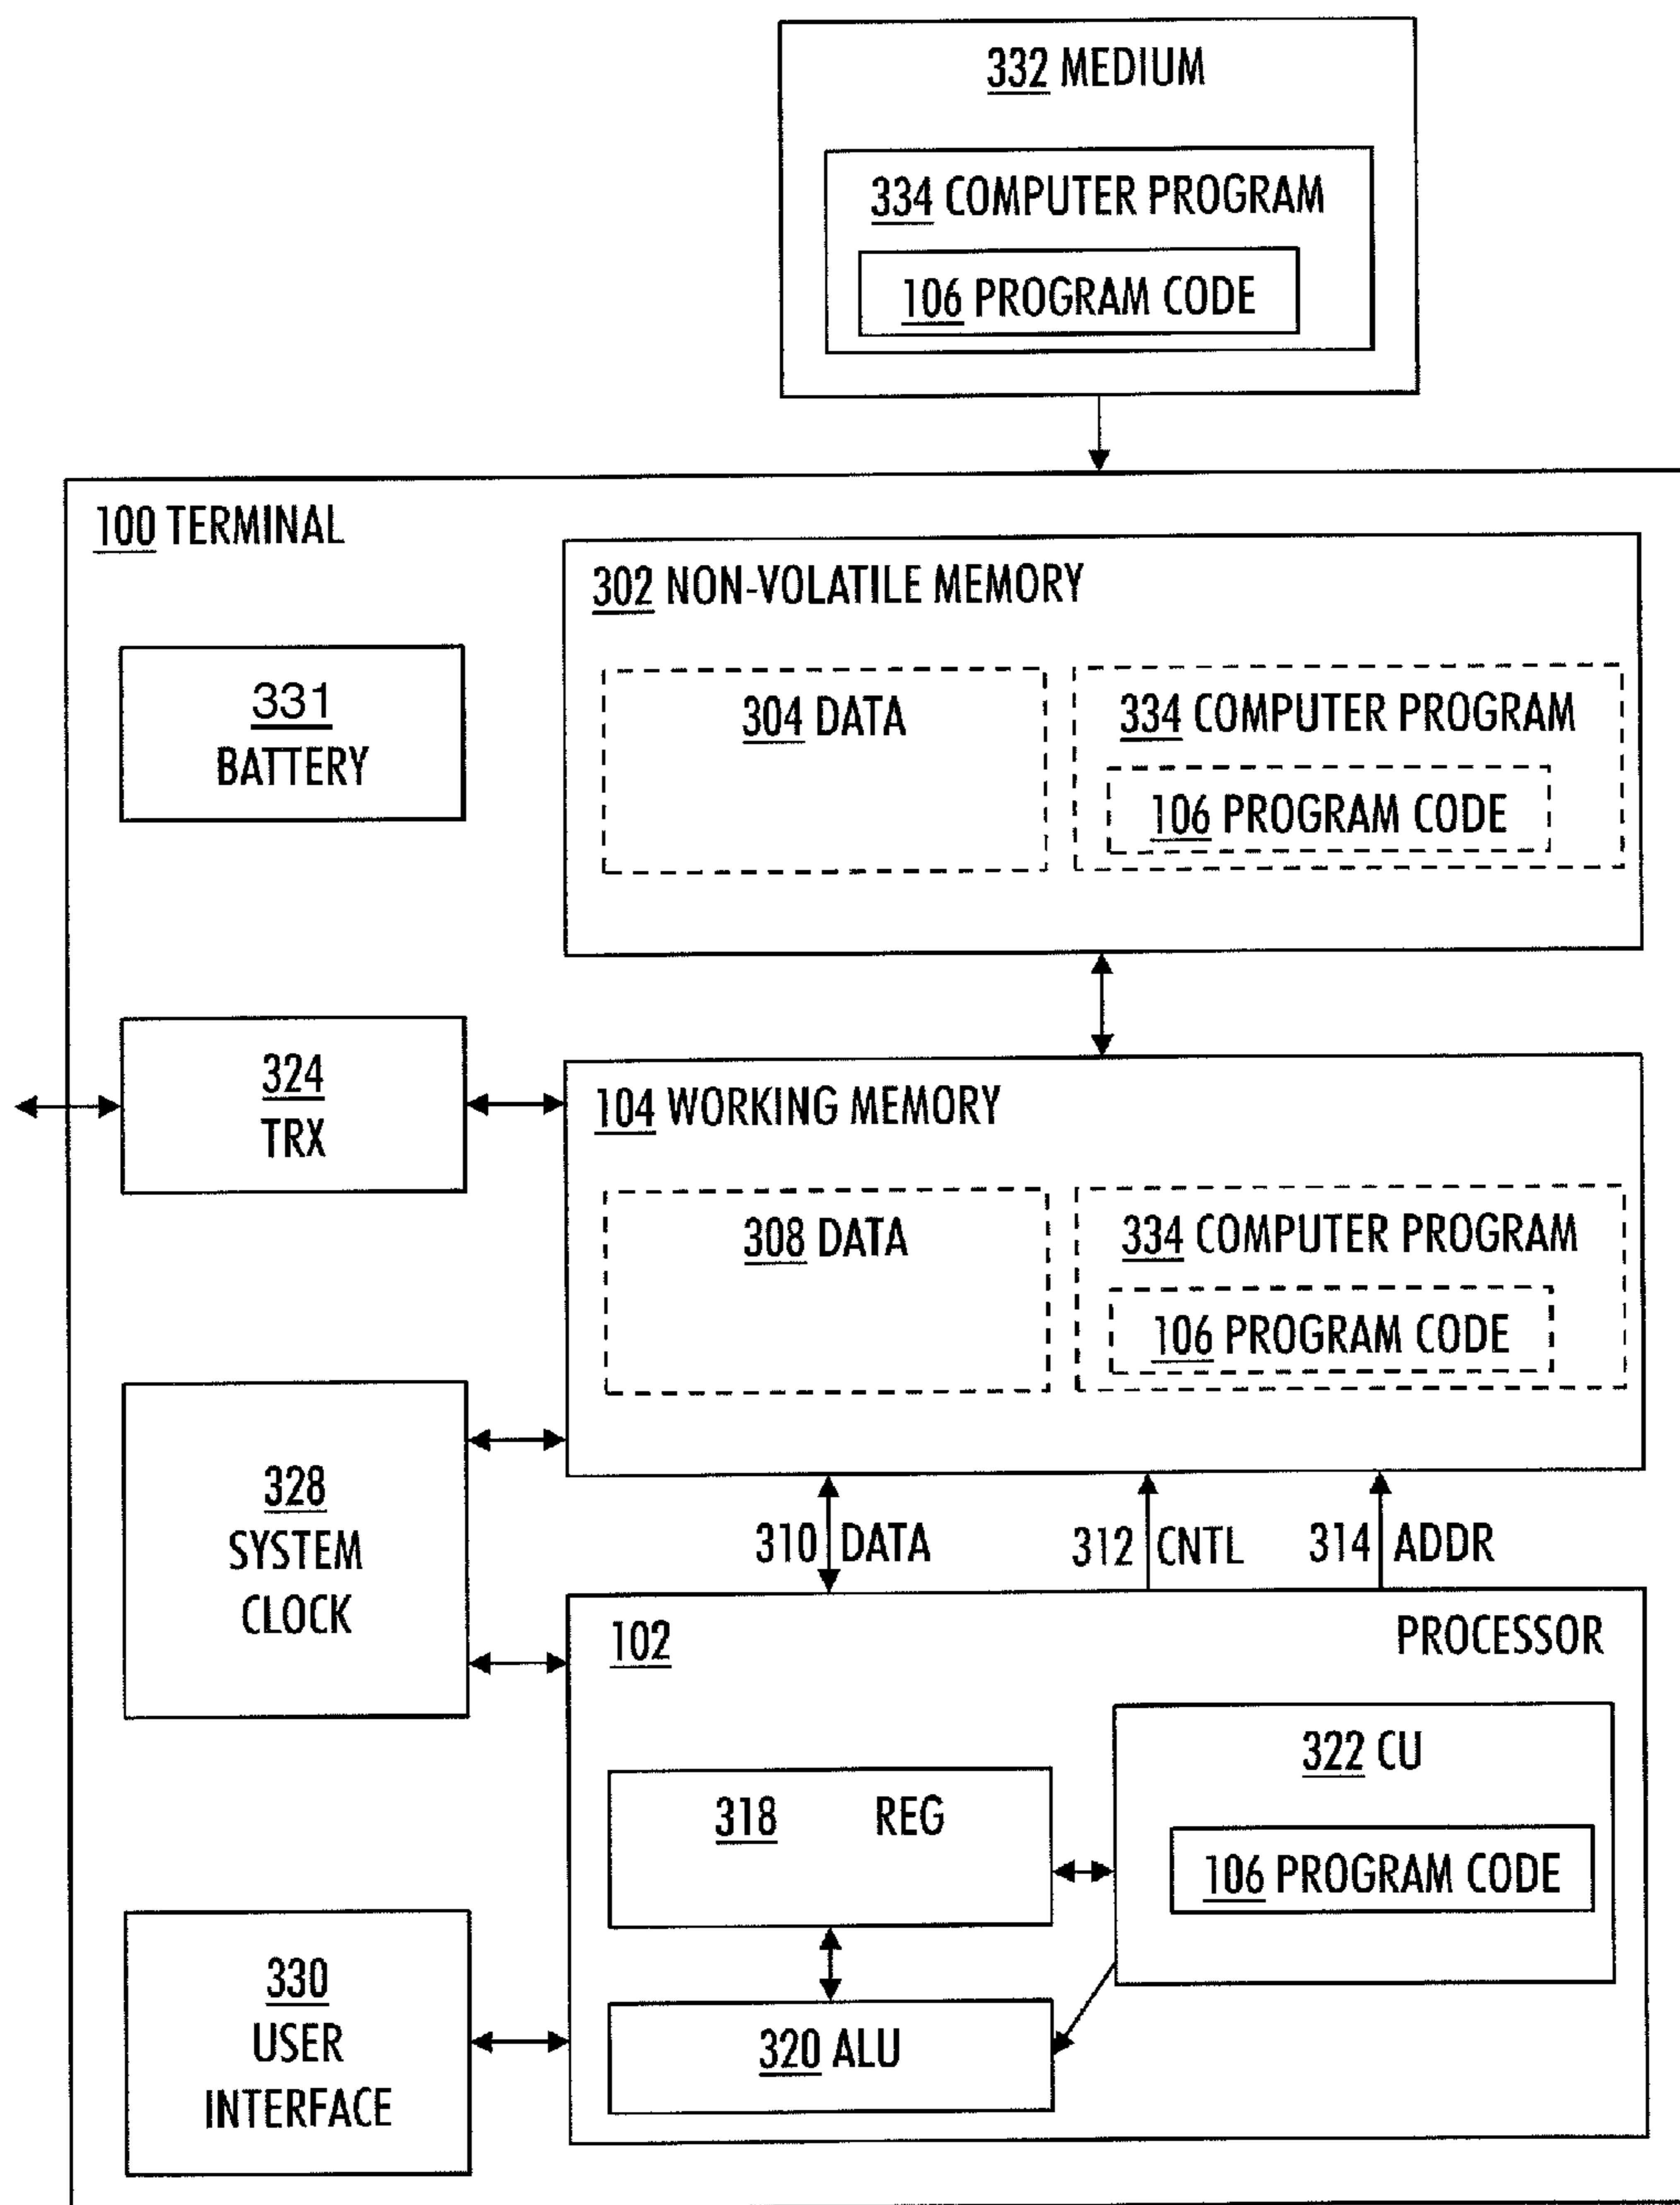 332 MEDIUM
334 COMPUTER PROGRAM
106 PROGRAM CODE
100 TERMINAL
302 NON-VOLATILE MEMORY
331
BATTERY
304 DATA
334 COMPUTER PROGRAM
106 PROGRAM CODE
324
TRX
104 WORKING MEMORY
308 DATA
334 COMPUTER PROGRAM
106 PROGRAM CODE
328
SYSTEM
CLOCK
310 DATA
312 CNTL
314 ADDR
102
PROCESSOR
318 REG
322 CU
106 PROGRAM CODE
320 ALU
330
USER
INTERFACE